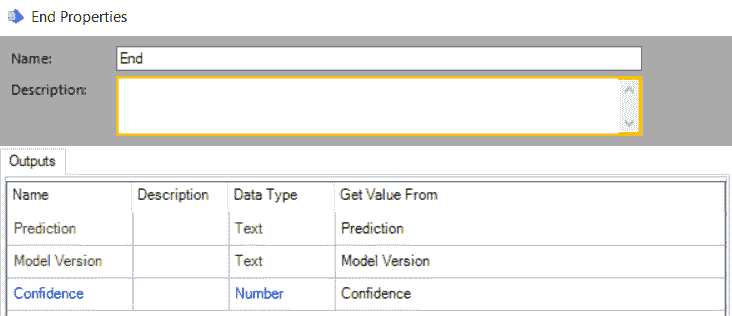 End Properties
Name: End
Description:
Outputs
Name Description Data Type Get Value From
Prediction Text Prediction
Model Version Text Model Version
Confidence Number Confidence